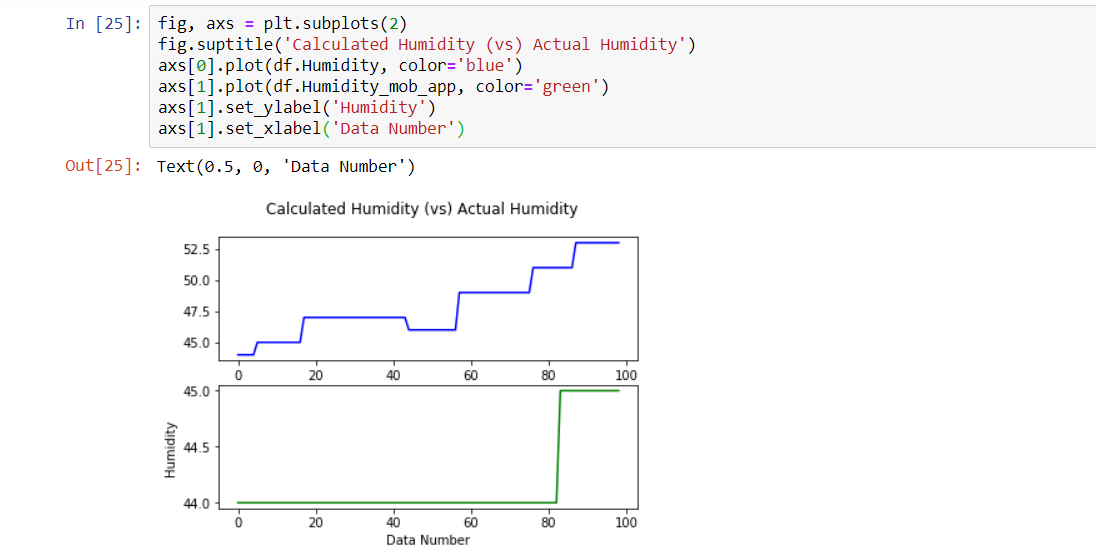 In [25]: fig, axs = plt.subplots(2)
fig.suptitle('Calculated Humidity (vs) Actual Humidity')
axs[0].plot(df.Humidity, color='blue')
axs[1].plot(df.Humidity_mob_app, color='green')
axs[1].set_ylabel('Humidity')
axs[1].set_xlabel('Data Number')
Out[25]: Text(0.5, 0, 'Data Number')
Calculated Humidity (vs) Actual Humidity
52.5
50.0
47.5
45.0
0 20 40 60 80 100
45.0
44.5
44.0
Humidity
0 20 40 60 80 100
Data Number